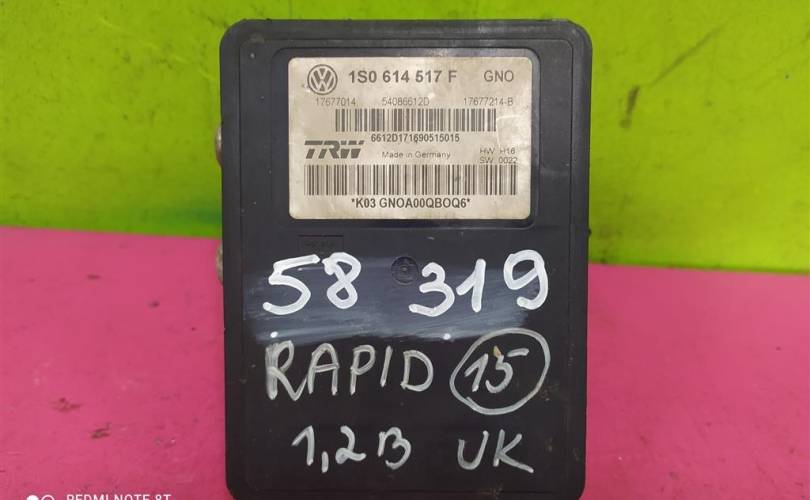 1S0 614 517 F GNO
17677014 54086612D 17677214-B
6612D171690515015
TRW Made in Germany HW H16
SW 0022
*K03 GNOA00QBOQ6*
58 319
RAPID 15
1,2B UK
REDMI NOTE 8T